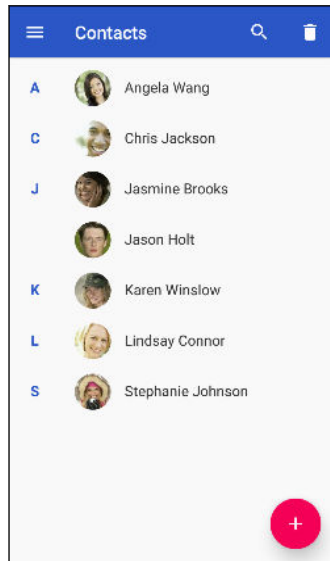 Contacts
A Angela Wang
C Chris Jackson
J Jasmine Brooks
Jason Holt
K Karen Winslow
L Lindsay Connor
S Stephanie Johnson
+